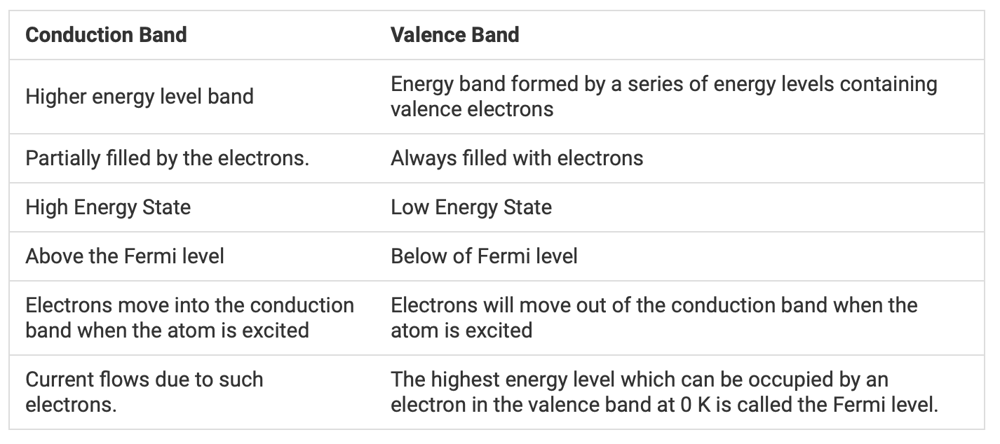 Conduction Band
Valence Band
Higher energy level band
Energy band formed by a series of energy levels containing
valence electrons
Partially filled by the electrons.
Always filled with electrons
High Energy State
Low Energy State
Above the Fermi level
Below of Fermi level
Electrons move into the conduction
band when the atom is excited
Electrons will move out of the conduction band when the
atom is excited
Current flows due to such
electrons.
The highest energy level which can be occupied by an
electron in the valence band at 0 K is called the Fermi level.